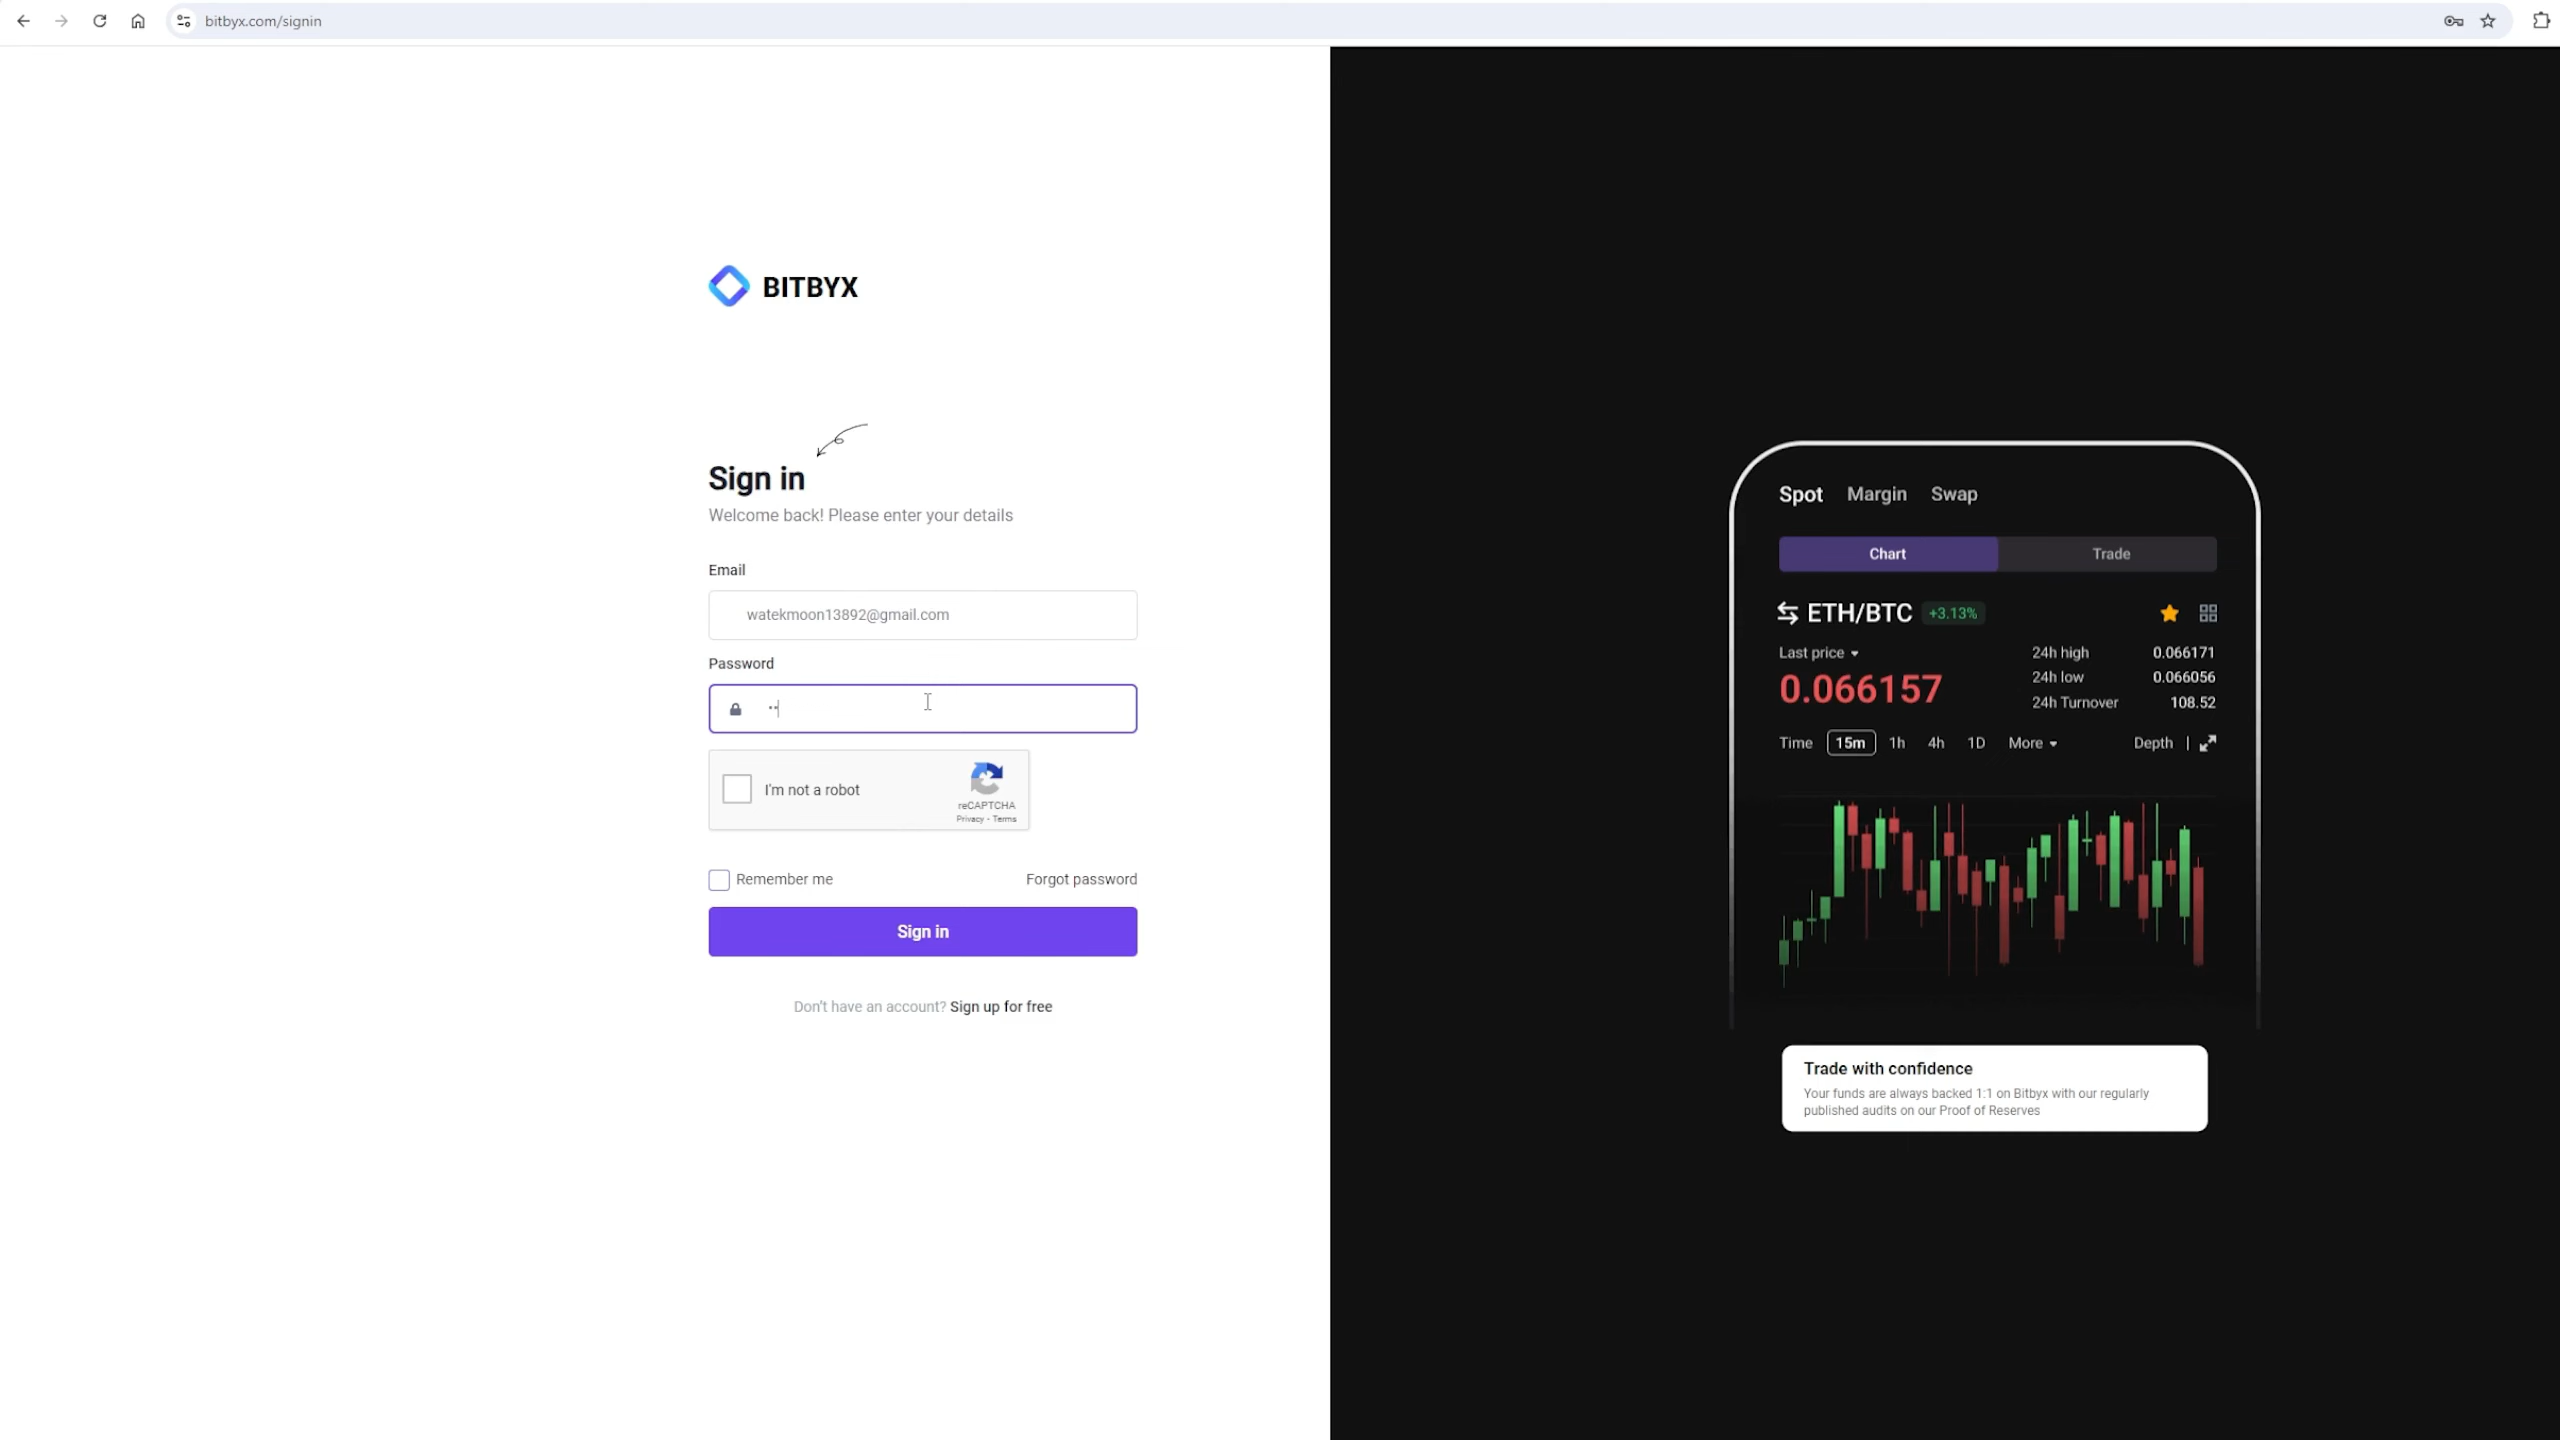 bitbyx.com/signin
BITBYX
Sign in
Welcome back! Please enter your details
Email
watekmoon13892@gmail.com
Password
I'm not a robot
reCAPTCHA
Privacy - Terms
Remember me
Forgot password
Sign in
Don't have an account? Sign up for free
Spot Margin Swap
Chart Trade
ETH/BTC +3.13%
Last price
0.066157
24h high 0.066171
24h low 0.066056
24h Turnover 108.52
Time 15m 1h 4h 1D More Depth |
Trade with confidence
Your funds are always backed 1:1 on Bitbyx with our regularly
published audits on our Proof of Reserves